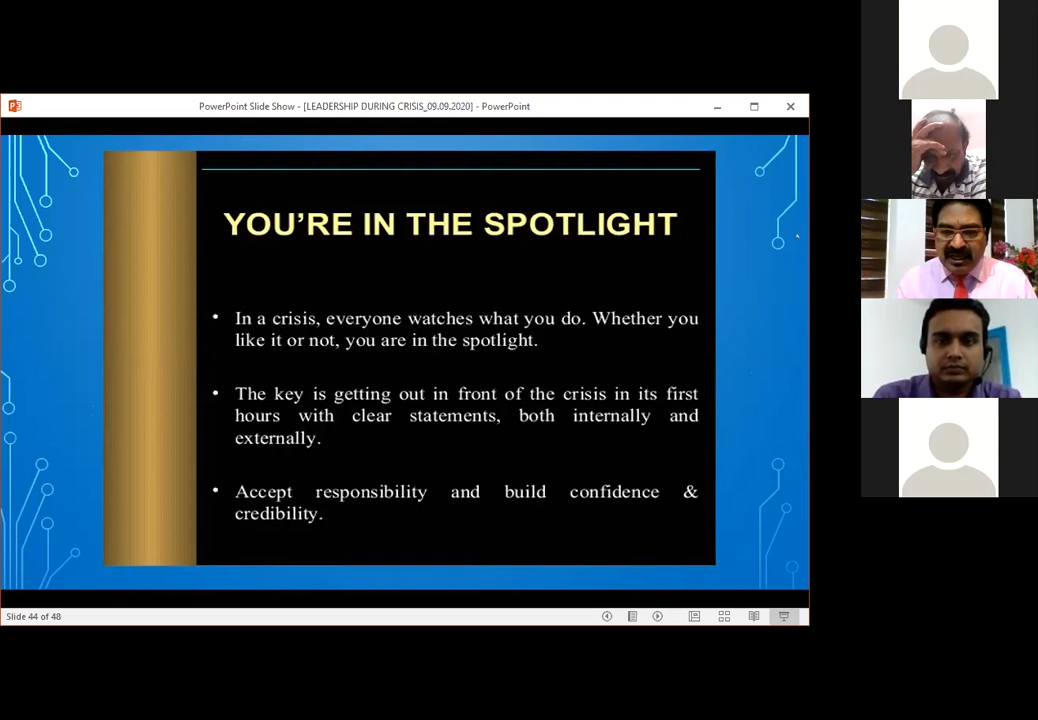 PowerPoint Slide Show - [LEADERSHIP DURING CRISIS_09.09.2020] - PowerPoint
YOU'RE IN THE SPOTLIGHT
• In a crisis, everyone watches what you do. Whether you
like it or not, you are in the spotlight.
• The key is getting out in front of the crisis in its first
hours with clear statements, both internally and
externally.
• Accept responsibility and build confidence &
credibility.
Slide 44 of 48